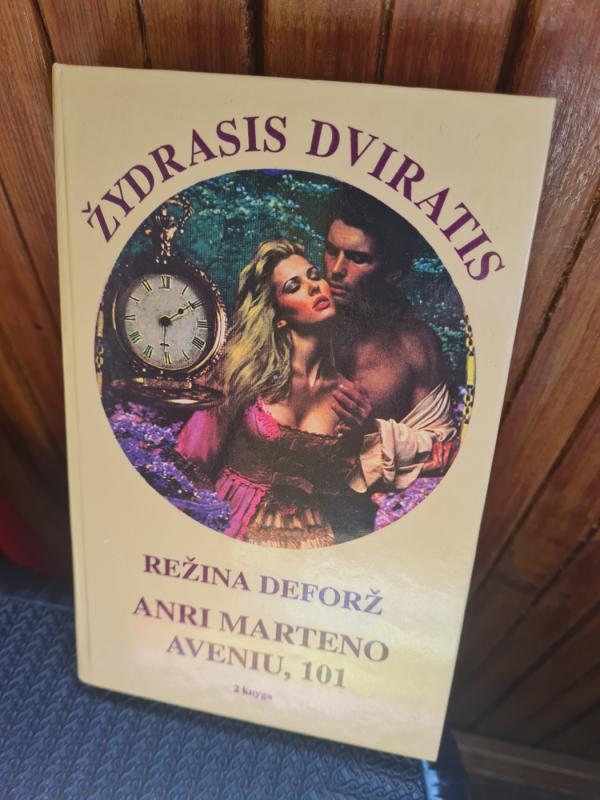 ŽYDRASIS DVIRATIS
REŽINA DEFORŽ
ANRI MARTENO
AVENIU, 101
2 knyga